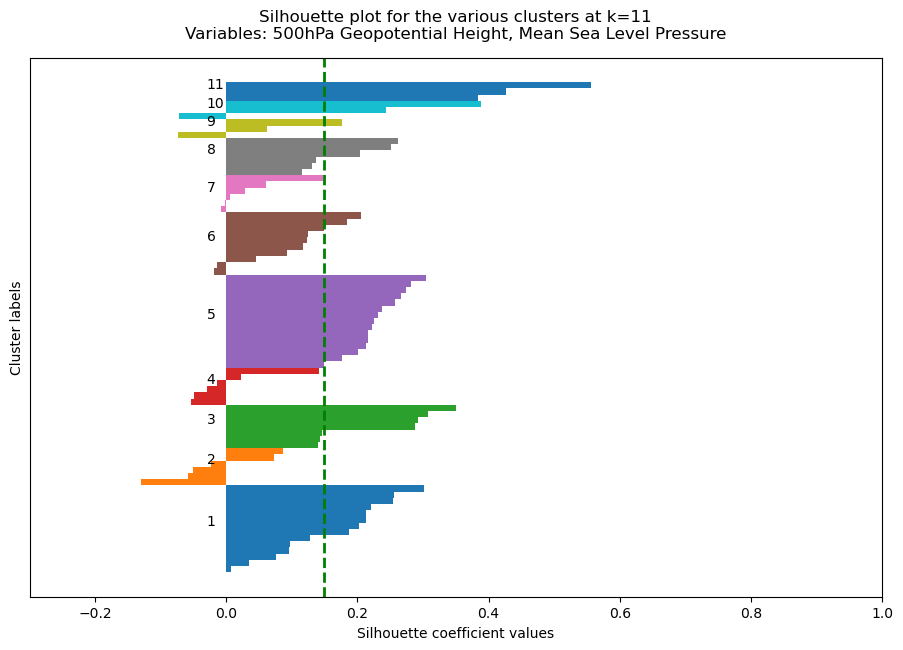 Silhouette plot for the various clusters at k=11
Variables: 500hPa Geopotential Height, Mean Sea Level Pressure
11
10
9
8
7
6
5
4
3
2
1
Cluster labels
−0.2 0.0 0.2 0.4 0.6 0.8 1.0
Silhouette coefficient values